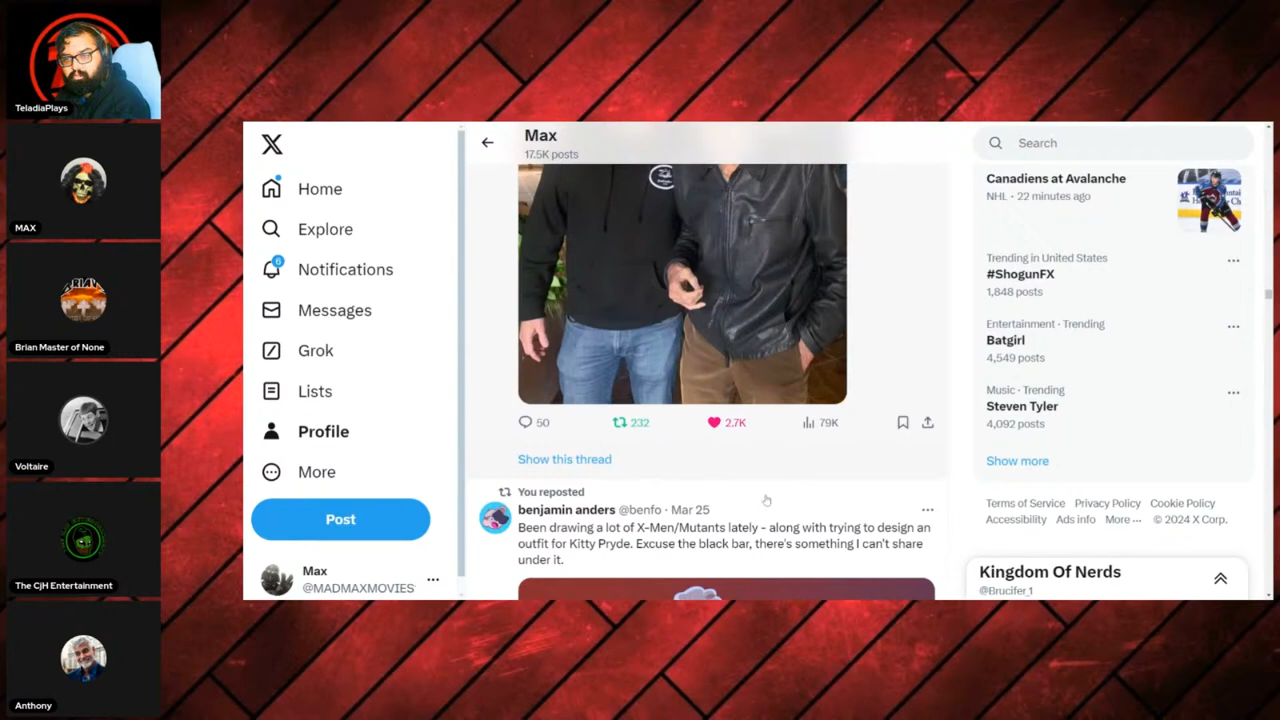 TeladiaPlays
MAX
BRIAN
Brian Master of None
Voltaire
The CJH Entertainment
Anthony
X
Home
Explore
6
Notifications
Messages
Grok
Lists
Profile
More
Post
Max
@MADMAXMOVIES
Max
17.5K posts
50
232
2.7K
79K
Show this thread
You reposted
benjamin anders @benfo · Mar 25
Been drawing a lot of X-Men/Mutants lately - along with trying to design an
outfit for Kitty Pryde. Excuse the black bar, there's something I can't share
under it.
Search
Canadiens at Avalanche
NHL · 22 minutes ago
Trending in United States
#ShogunFX
1,848 posts
Entertainment · Trending
Batgirl
4,549 posts
Music · Trending
Steven Tyler
4,092 posts
Show more
Terms of Service Privacy Policy Cookie Policy
Accessibility Ads info More ··· © 2024 X Corp.
Kingdom Of Nerds
@Brucifer_1